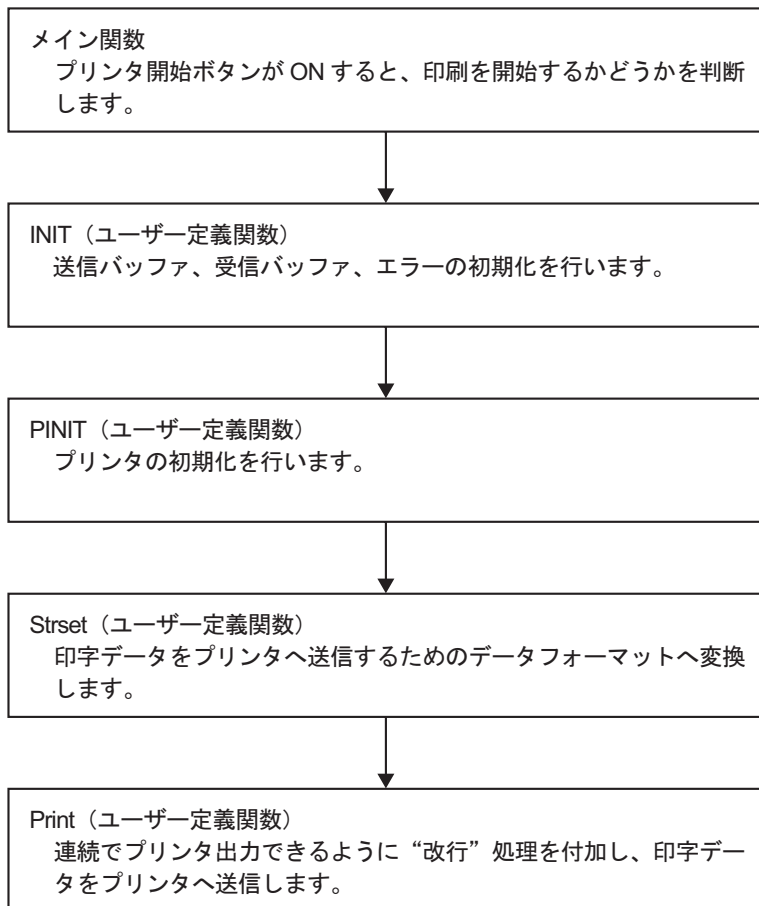 メイン関数
プリンタ開始ボタンが ON すると、印刷を開始するかどうかを判断
します。
INIT（ユーザー定義関数）
送信バッファ、受信バッファ、エラーの初期化を行います。
PINIT（ユーザー定義関数）
プリンタの初期化を行います。
Strset（ユーザー定義関数）
印字データをプリンタへ送信するためのデータフォーマットへ変換
します。
Print（ユーザー定義関数）
連続でプリンタ出力できるように“改行”処理を付加し、印字デー
タをプリンタへ送信します。